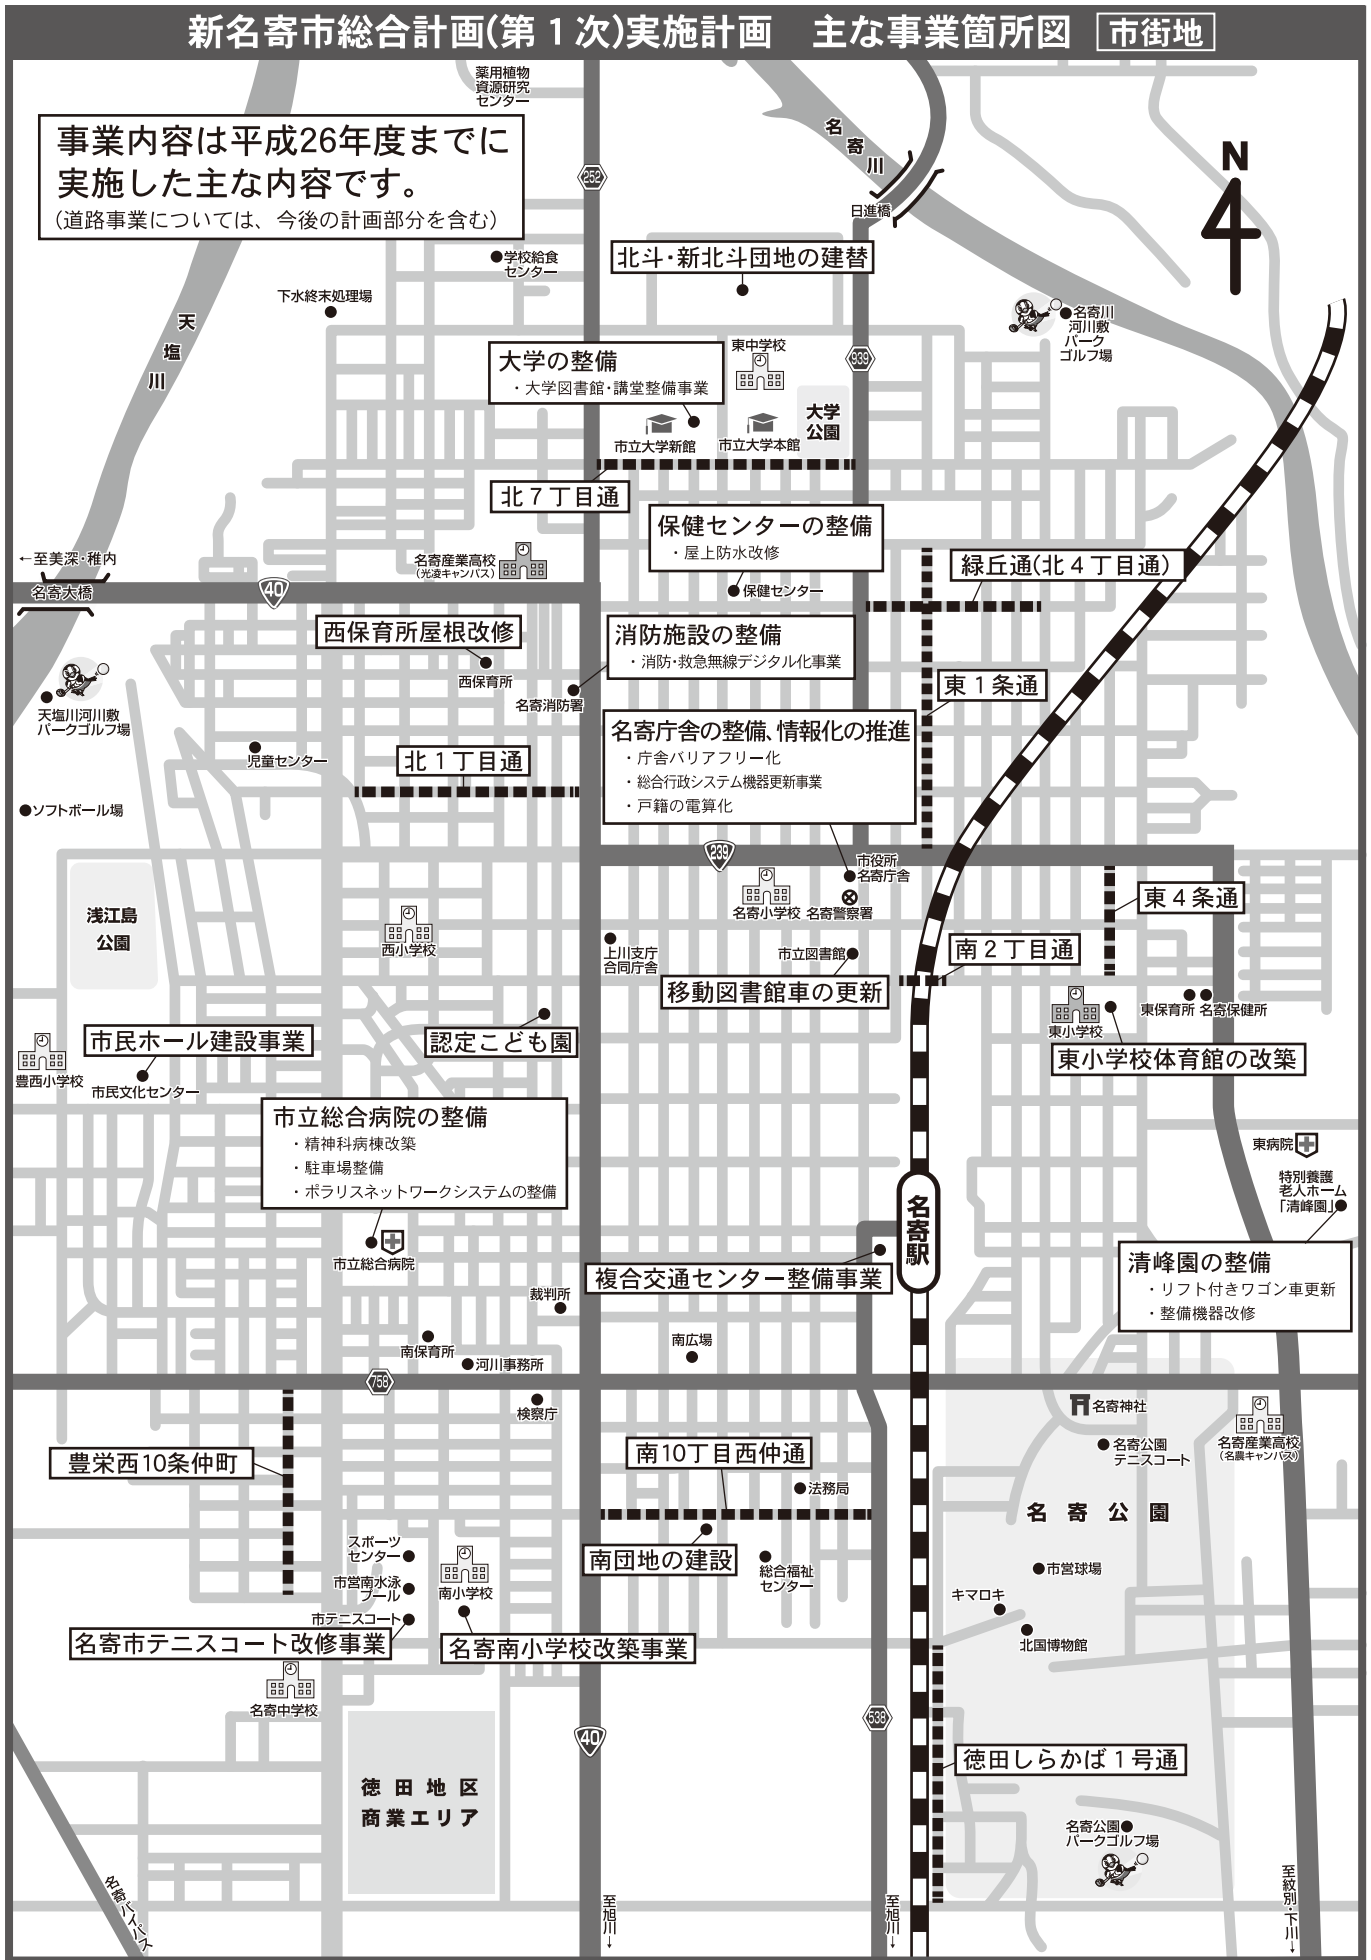 新名寄市総合計画(第１次)実施計画　主な事業箇所図　市街地
薬用植物
資源研究
センター
事業内容は平成26年度までに
実施した主な内容です。
（道路事業については、今後の計画部分を含む）
名寄川
N
252
日進橋
学校給食
センター
北斗・新北斗団地の建替
下水終末処理場
天塩川
名寄川
河川敷
パーク
ゴルフ場
大学の整備
・大学図書館・講堂整備事業
東中学校
939
大学
公園
市立大学新館
市立大学本館
北７丁目通
保健センターの整備
・屋上防水改修
名寄産業高校
（光凌キャンパス）
←至美深・稚内
名寄大橋
40
保健センター
緑丘通(北４丁目通)
西保育所屋根改修
消防施設の整備
・消防・救急無線デジタル化事業
西保育所
名寄消防署
東１条通
天塩川河川敷
パークゴルフ場
名寄庁舎の整備、情報化の推進
・庁舎バリアフリー化
・総合行政システム機器更新事業
・戸籍の電算化
児童センター
北１丁目通
ソフトボール場
239
市役所
名寄庁舎
名寄小学校
名寄警察署
東４条通
浅江島
公園
西小学校
上川支庁
合同庁舎
市立図書館
南２丁目通
移動図書館車の更新
東保育所
名寄保健所
東小学校
東小学校体育館の改築
市民ホール建設事業
認定こども園
豊西小学校
市民文化センター
市立総合病院の整備
・精神科病棟改築
・駐車場整備
・ポラリスネットワークシステムの整備
東病院
特別養護
老人ホーム
「清峰園」
名寄駅
市立総合病院
複合交通センター整備事業
清峰園の整備
・リフト付きワゴン車更新
・整備機器改修
裁判所
南広場
南保育所
河川事務所
758
検察庁
名寄神社
名寄公園
テニスコート
名寄産業高校
（名農キャンパス）
豊栄西10条仲町
南10丁目西仲通
法務局
名寄公園
南団地の建設
総合福祉
センター
スポーツ
センター
市営南水泳
プール
市テニスコート
南小学校
市営球場
キマロキ
北国博物館
名寄市テニスコート改修事業
名寄南小学校改築事業
名寄中学校
40
538
徳田しらかば１号通
徳田地区
商業エリア
名寄公園
パークゴルフ場
名寄バイパス
至旭川→
至旭川→
至紋別・下川→